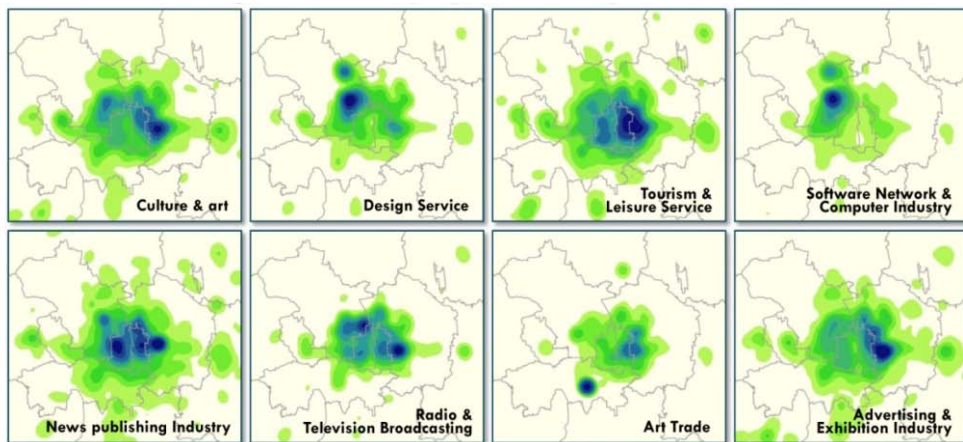 Culture & art
Design Service
Tourism &
Leisure Service
Software Network &
Computer Industry
News publishing Industry
Radio &
Television Broadcasting
Art Trade
Advertising &
Exhibition Industry